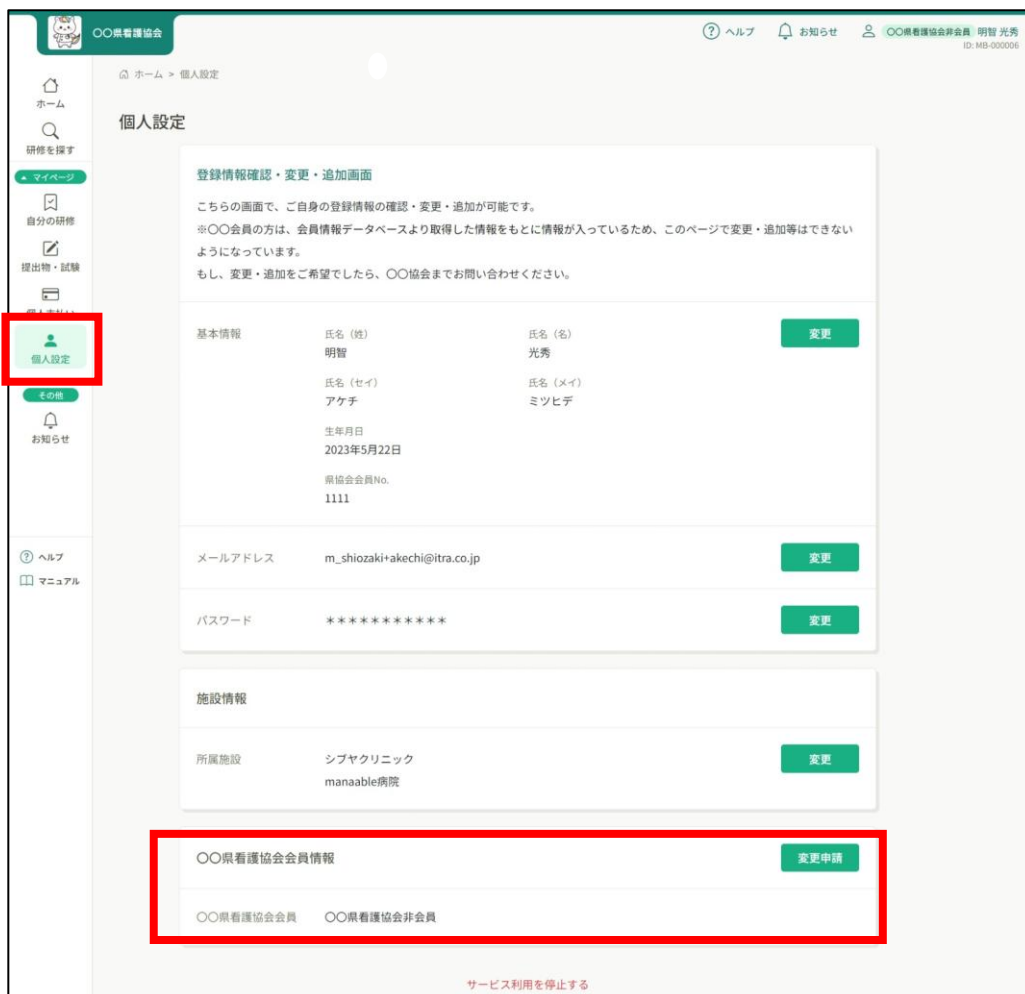 〇〇県看護協会
ヘルプ
お知らせ
〇〇県看護協会非会員 明智 光秀
ID: MB-000006
ホーム > 個人設定
ホーム
研修を探す
マイページ
自分の研修
提出物・試験
個人支払い
個人設定
その他
お知らせ
ヘルプ
マニュアル
個人設定
登録情報確認・変更・追加画面
こちらの画面で、ご自身の登録情報の確認・変更・追加が可能です。
※〇〇会員の方は、会員情報データベースより取得した情報をもとに情報が入っているため、このページで変更・追加等はできない
ようになっています。
もし、変更・追加をご希望でしたら、〇〇協会までお問い合わせください。
基本情報
氏名（姓）
明智
氏名（名）
光秀
変更
氏名（セイ）
アケチ
氏名（メイ）
ミツヒデ
生年月日
2023年5月22日
県協会会員No.
1111
メールアドレス m_shiozaki+akechi@itra.co.jp 変更
パスワード *********** 変更
施設情報
所属施設 シブヤクリニック 変更
manaable病院
〇〇県看護協会会員情報 変更申請
〇〇県看護協会会員 〇〇県看護協会非会員
サービス利用を停止する